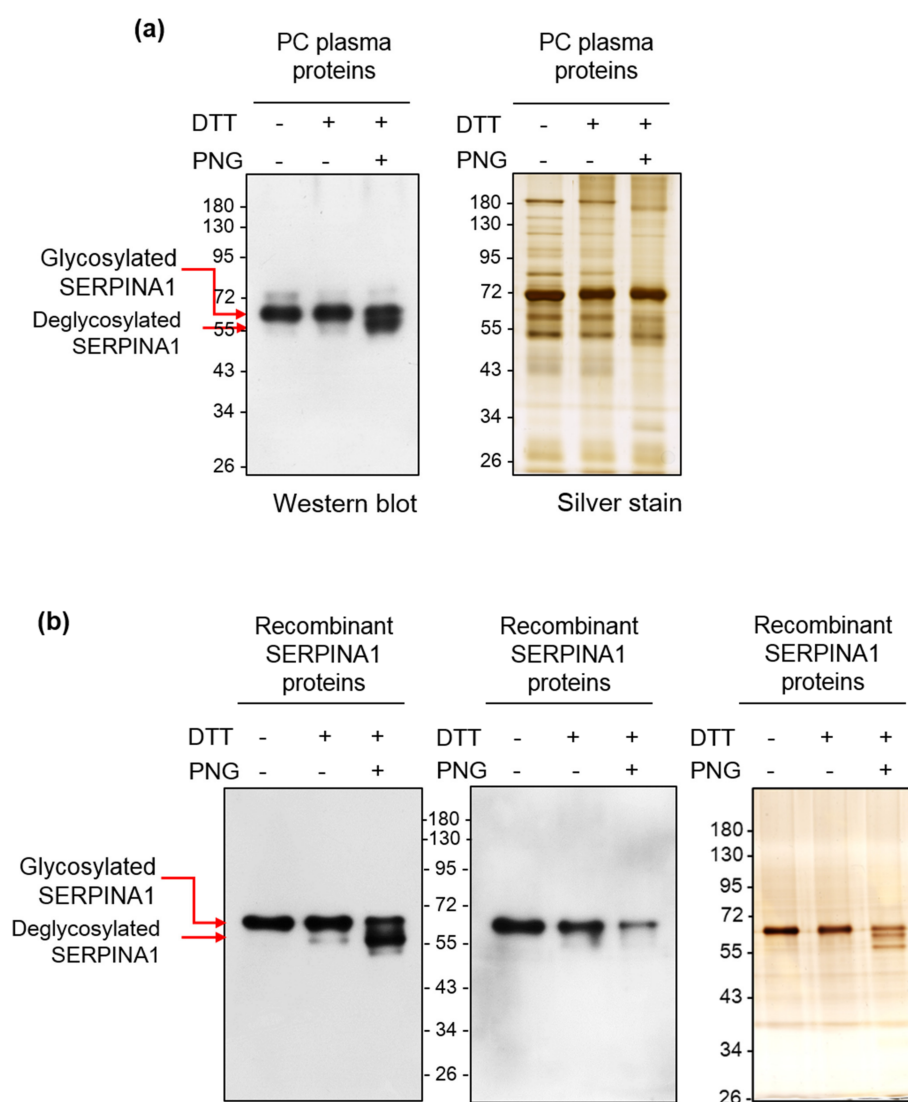 (a)
PC plasma
proteins
PC plasma
proteins
DTT - + +
DTT - + +
PNG - - +
PNG - - +
180
130
95
72
55
43
34
26
180
130
95
72
55
43
34
26
Glycosylated
SERPINA1
Deglycosylated
SERPINA1
Western blot
Silver stain
(b)
Recombinant
SERPINA1
proteins
Recombinant
SERPINA1
proteins
Recombinant
SERPINA1
proteins
DTT - + +
DTT - + +
DTT - + +
PNG - - +
PNG - - +
PNG - - +
Glycosylated
SERPINA1
Deglycosylated
SERPINA1
-180-
-130-
-95-
-72-
-55-
-43-
-34-
-26-
180
130
95
72
55
43
34
26